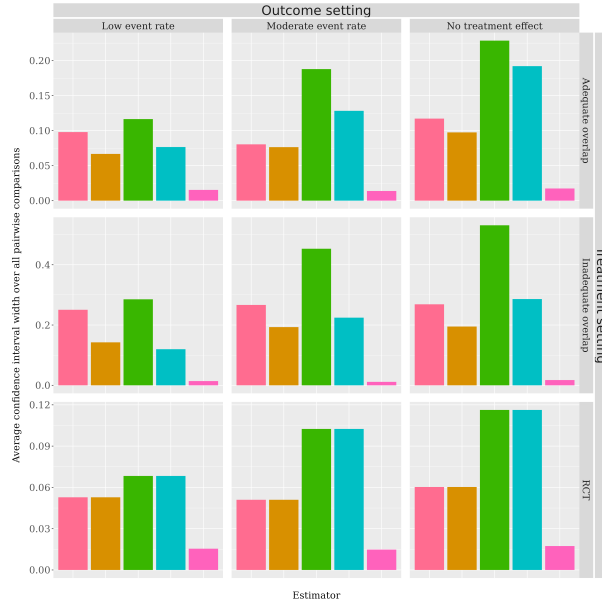 Outcome setting
Low event rate
Moderate event rate
No treatment effect
Average confidence interval width over all pairwise comparisons
0.20
0.15
0.10
0.05
0.00
Adequate overlap
0.4
0.2
0.0
Inadequate overlap
Treatment setting
0.12
0.09
0.06
0.03
0.00
RCT
Estimator